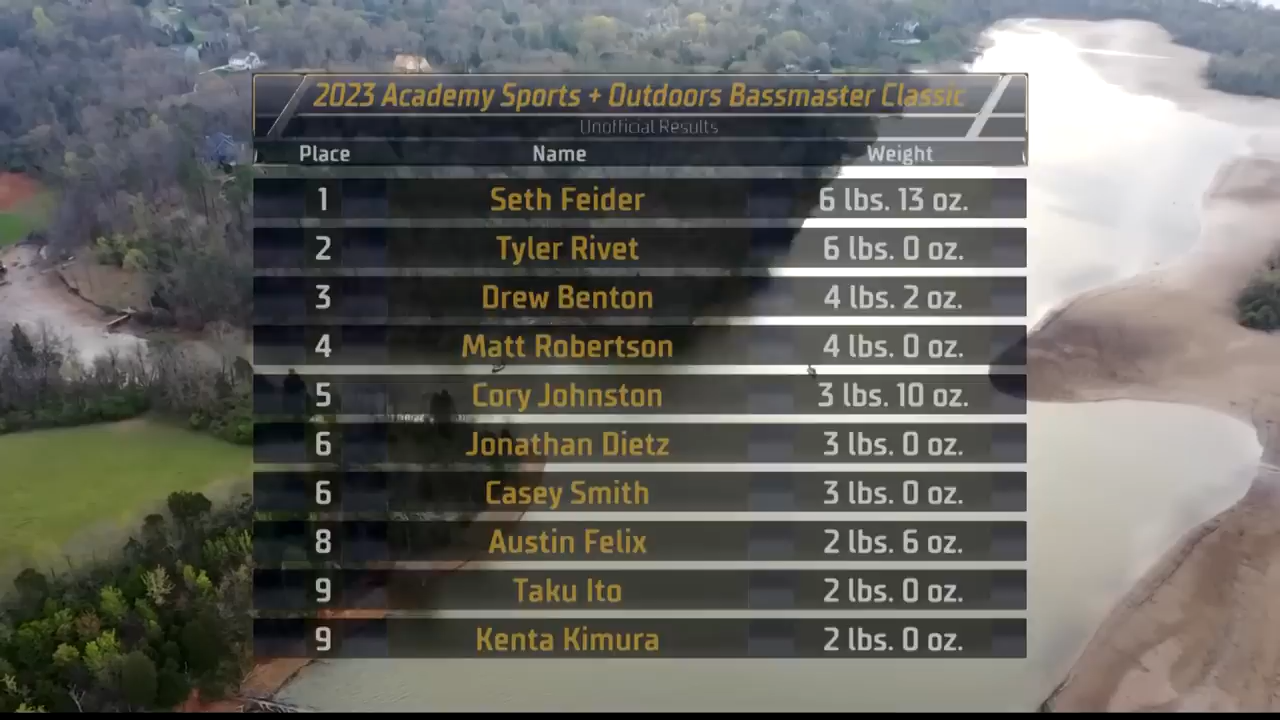 2023 Academy Sports + Outdoors Bassmaster Classic
Unofficial Results
Place Name Weight
1 Seth Feider 6 lbs. 13 oz.
2 Tyler Rivet 6 lbs. 0 oz.
3 Drew Benton 4 lbs. 2 oz.
4 Matt Robertson 4 lbs. 0 oz.
5 Cory Johnston 3 lbs. 10 oz.
6 Jonathan Dietz 3 lbs. 0 oz.
6 Casey Smith 3 lbs. 0 oz.
8 Austin Felix 2 lbs. 6 oz.
9 Taku Ito 2 lbs. 0 oz.
9 Kenta Kimura 2 lbs. 0 oz.